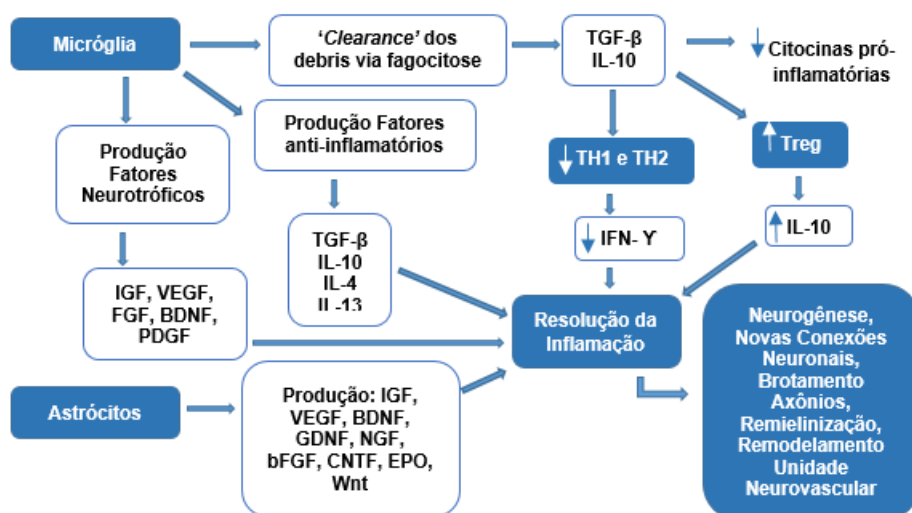 Micróglia
'Clearance' dos
debris via fagocitose
TGF-β
IL-10
Citocinas pró-
inflamatórias
Produção
Fatores
Neurotróficos
Produção Fatores
anti-inflamatórios
TH1 e TH2
Treg
TGF-β
IL-10
IL-4
IL-13
IFN- ϒ
IL-10
IGF, VEGF,
FGF, BDNF,
PDGF
Resolução da
Inflamação
Neurogênese,
Novas Conexões
Neuronais,
Brotamento
Axônios,
Remielinização,
Remodelamento
Unidade
Neurovascular
Astrócitos
Produção: IGF,
VEGF, BDNF,
GDNF, NGF,
bFGF, CNTF, EPO,
Wnt